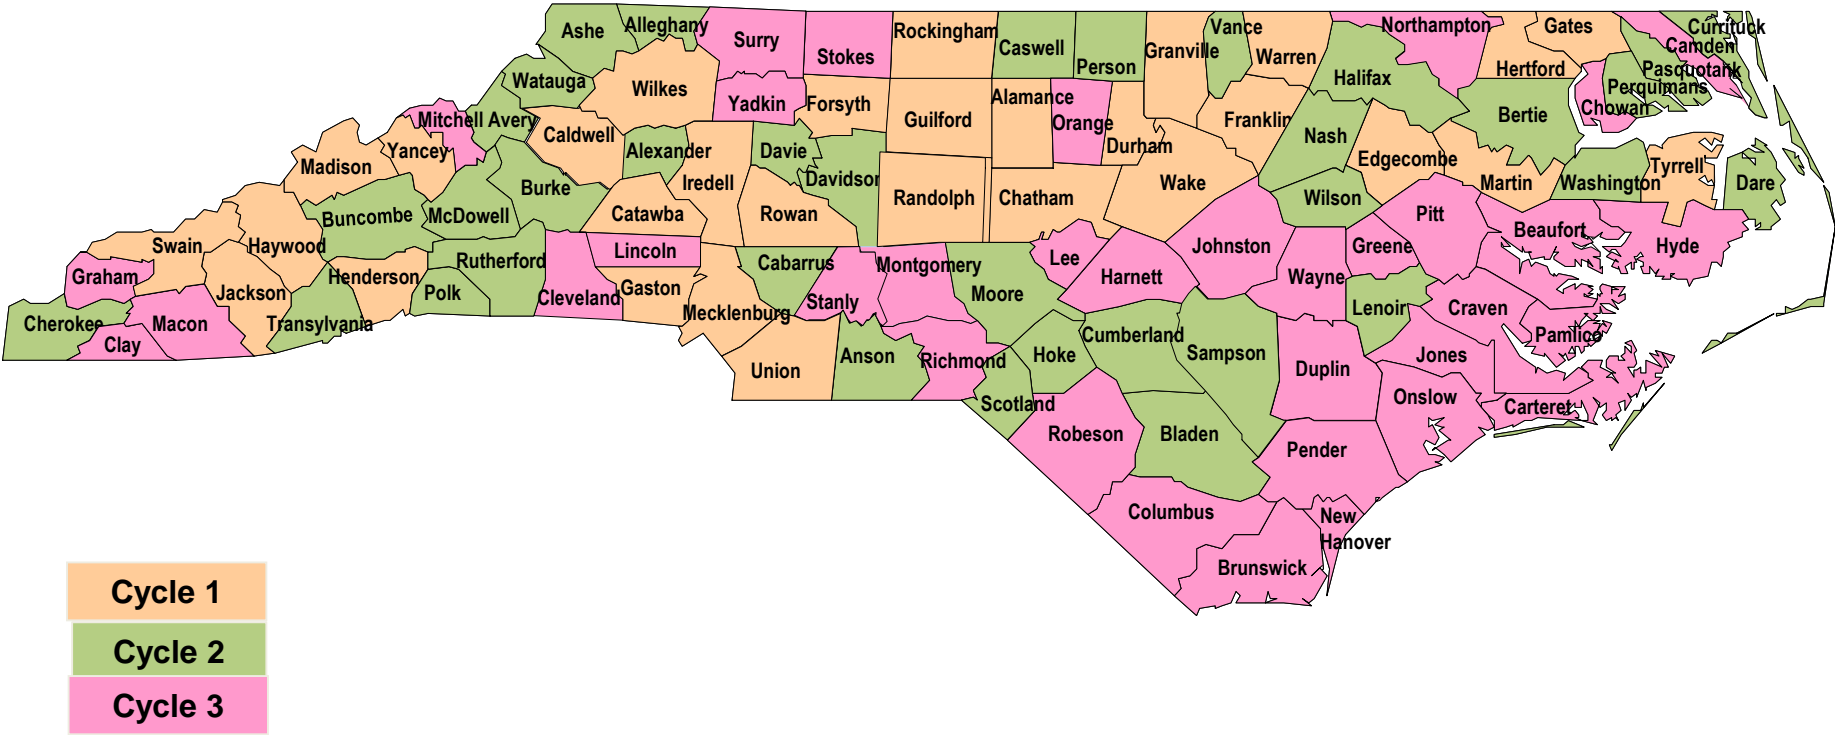 Ashe
Alleghany
Surry
Stokes
Rockingham
Caswell
Person
Granville
Vance
Warren
Northampton
Gates
Hertford
Currituck
Camden
Pasquotank
Perquimans
Chowan
Watauga
Wilkes
Yadkin
Forsyth
Guilford
Alamance
Orange
Durham
Franklin
Halifax
Bertie
Mitchell
Avery
Caldwell
Alexander
Davie
Nash
Edgecombe
Martin
Washington
Tyrrell
Dare
Madison
Yancey
Burke
Iredell
Davidson
Randolph
Chatham
Wake
Wilson
Buncombe
McDowell
Catawba
Rowan
Pitt
Beaufort
Hyde
Swain
Haywood
Rutherford
Lincoln
Cabarrus
Montgomery
Lee
Harnett
Johnston
Wayne
Greene
Graham
Jackson
Henderson
Polk
Cleveland
Gaston
Stanly
Moore
Lenoir
Craven
Pamlico
Cherokee
Clay
Macon
Transylvania
Mecklenburg
Union
Anson
Richmond
Hoke
Cumberland
Sampson
Duplin
Jones
Onslow
Carteret
Scotland
Robeson
Bladen
Pender
Columbus
New
Hanover
Brunswick
Cycle 1
Cycle 2
Cycle 3